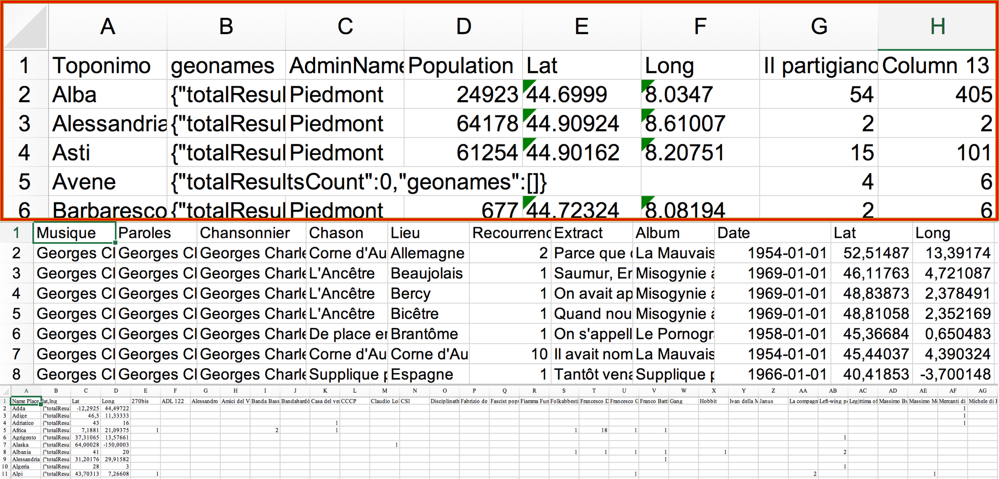 A B C D E F G H
1 Toponimo geonames AdminName Population Lat Long Il partigiano Column 13
2 Alba {"totalResul Piedmont 24923 44.6999 8.0347 54 405
3 Alessandria {"totalResul Piedmont 64178 44.90924 8.61007 2 2
4 Asti {"totalResul Piedmont 61254 44.90162 8.20751 15 101
5 Avene {"totalResultsCount":0,"geonames":[]} 4 6
6 Barbaresco {"totalResul Piedmont 677 44.72324 8.08194 2 6
1 Musique Paroles Chansonnier Chason Lieu Recourrenc Extract Album Date Lat Long
2 Georges Cl Georges Cl Georges Charle Corne d'Au Allemagne 2 Parce que La Mauvais 1954-01-01 52,51487 13,39174
3 Georges Cl Georges Cl Georges Charle L'Ancêtre Beaujolais 1 Saumur, Er Misogynie à 1969-01-01 46,11763 4,721087
4 Georges Cl Georges Cl Georges Charle L'Ancêtre Bercy 1 On avait ap Misogynie à 1969-01-01 48,83873 2,378491
5 Georges Cl Georges Cl Georges Charle L'Ancêtre Bicêtre 1 Quand nou Misogynie à 1969-01-01 48,81058 2,352169
6 Georges Cl Georges Cl Georges Charle De place en Brantôme 1 On s'appell Le Pornogr 1958-01-01 45,36684 0,650483
7 Georges Cl Georges Cl Georges Charle Corne d'Au Corne d'Au 10 Il avait nom La Mauvais 1954-01-01 45,44037 4,390324
8 Georges Cl Georges Cl Georges Charle Supplique p Espagne 1 Tantôt vena Supplique p 1966-01-01 40,41853 -3,700148
A B C D E F G H I J K L M N O P Q R S T U V W X Y Z AA AB AC AD AE AF AG
1 Name Place lat,lng Lat Long 270bis ADL 122 Alessandro Amici del V Banda Bass Bandabardò Casa del ve CCCP Claudio Lo CSI Disciplinath Fabrizio de Fascist popu Fiamma Fur Folkabbesti Francesco D Francesco G Franco Batti Gang Hobbit Ivan della M Janus La compagn Left-wing p Legittima of Massimo Bu Massimo M Mercanti di Michele di
2 Adda {"totalResul -12,2925 44,49722 1
3 Adige {"totalResul 46,5 11,33333 1
4 Adriatico {"totalResul 43 16 1 1
5 Africa {"totalResul 7,1881 21,09375 1 2 1 1 18 1 1
6 Agrigento {"totalResul 37,31065 13,57661 1
7 Alaska {"totalResul 64,00028 -150,0003 1
8 Albania {"totalResul 41 20 1 1 1 1 1 2
9 Alessandria {"totalResul 31,20176 29,91582 1
10 Algeria {"totalResul 28 3 1
11 Alpi {"totalResul 43,70313 7,26608 1 1 2 1